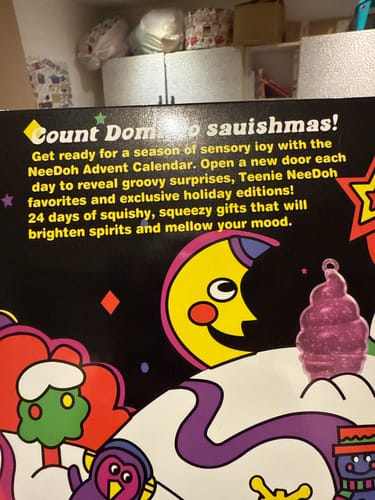 Count Down to squishmas!
Get ready for a season of sensory joy with the
NeeDoh Advent Calendar. Open a new door each
day to reveal groovy surprises, Teenie NeeDoh
favorites and exclusive holiday editions!
24 days of squishy, squeezy gifts that will
brighten spirits and mellow your mood.